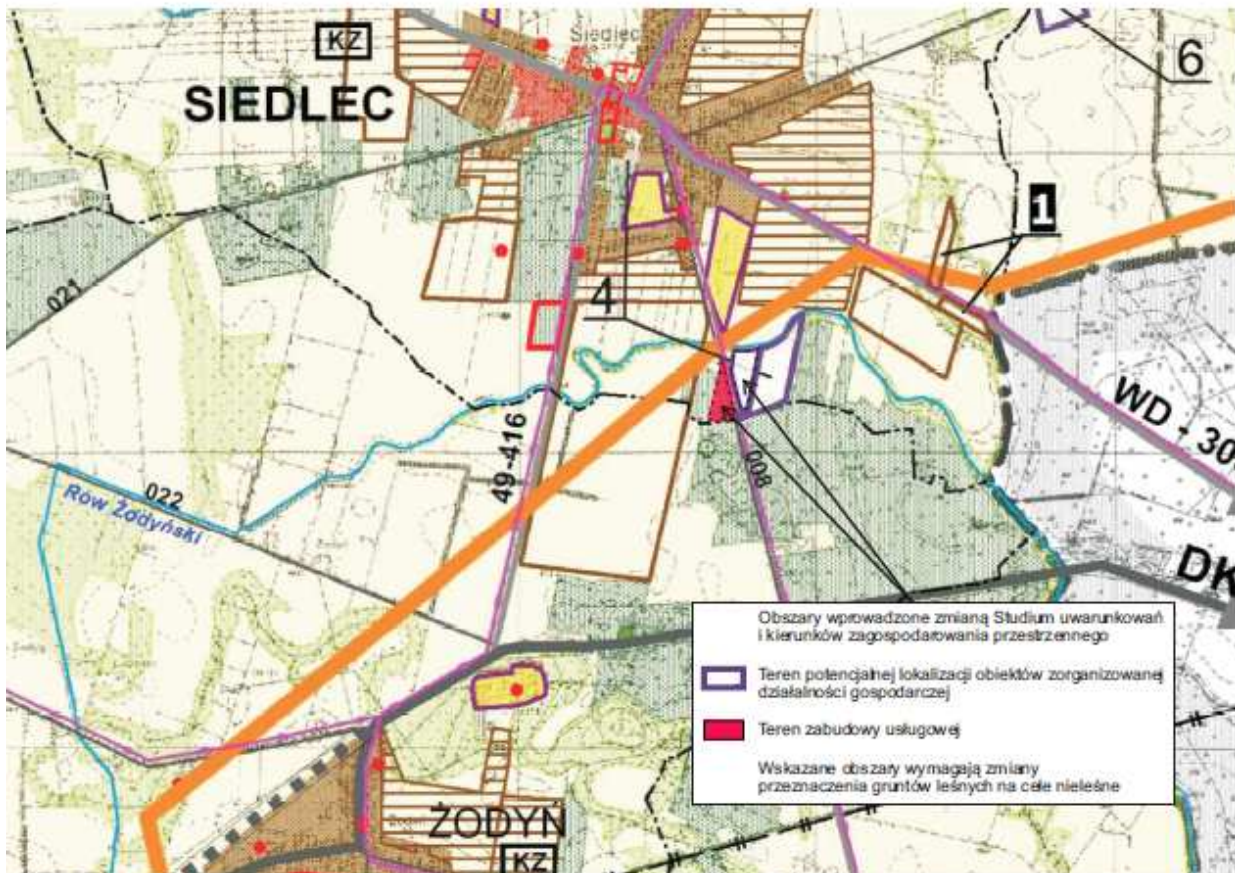 Siedlec
KZ
SIEDLEC
6
1
021
4
49-416
WD - 30
008
022
Rów Żodyński
DK
Obszary wprowadzone zmianą Studium uwarunkowań
i kierunków zagospodarowania przestrzennego
Teren potencjalnej lokalizacji obiektów zorganizowanej
działalności gospodarczej
Teren zabudowy usługowej
Wskazane obszary wymagają zmiany
przeznaczenia gruntów leśnych na cele nieleśne
ŻODYŃ
KZ